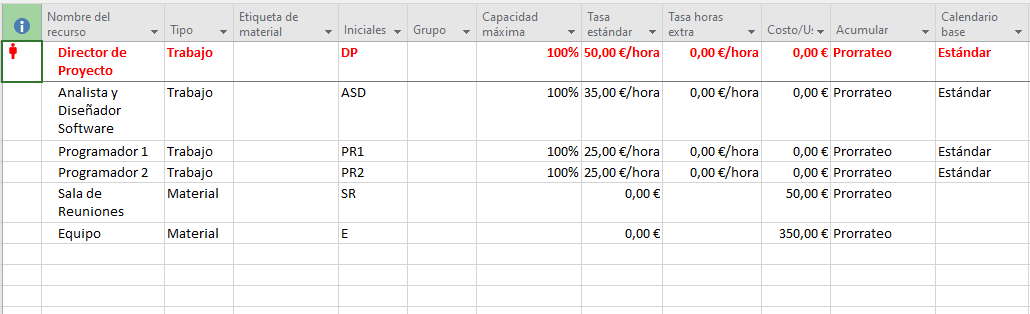 Nombre del recurso Tipo Etiqueta de material Iniciales Grupo Capacidad máxima Tasa estándar Tasa horas extra Costo/Us Acumular Calendario base
Director de Proyecto Trabajo DP 100% 50,00 €/hora 0,00 €/hora 0,00 € Prorrateo Estándar
Analista y Diseñador Software Trabajo ASD 100% 35,00 €/hora 0,00 €/hora 0,00 € Prorrateo Estándar
Programador 1 Trabajo PR1 100% 25,00 €/hora 0,00 €/hora 0,00 € Prorrateo Estándar
Programador 2 Trabajo PR2 100% 25,00 €/hora 0,00 €/hora 0,00 € Prorrateo Estándar
Sala de Reuniones Material SR 0,00 € 50,00 € Prorrateo
Equipo Material E 0,00 € 350,00 € Prorrateo